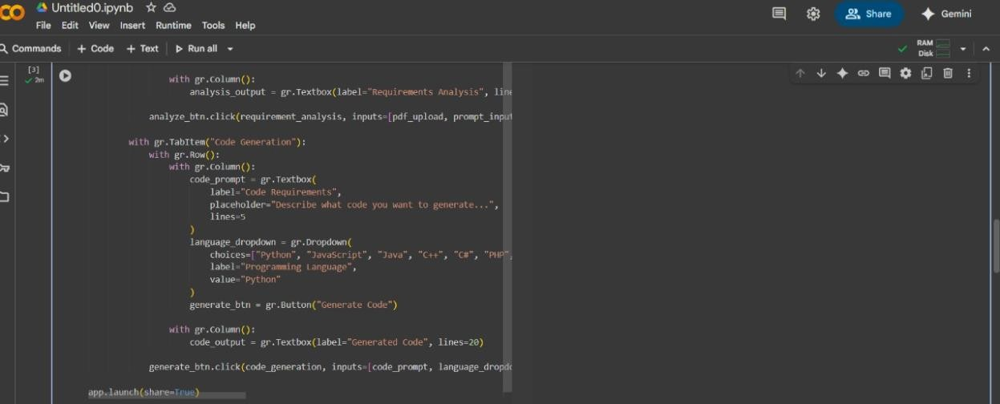 Untitled0.ipynb
File Edit View Insert Runtime Tools Help
Share
Gemini
Commands + Code + Text Run all
RAM
Disk
[3]
2m
with gr.Column():
analysis_output = gr.Textbox(label="Requirements Analysis", line
analyze_btn.click(requirement_analysis, inputs=[pdf_upload, prompt_input
with gr.TabItem("Code Generation"):
with gr.Row():
with gr.Column():
code_prompt = gr.Textbox(
label="Code Requirements",
placeholder="Describe what code you want to generate...",
lines=5
)
language_dropdown = gr.Dropdown(
choices=["Python", "JavaScript", "Java", "C++", "C#", "PHP",
label="Programming Language",
value="Python"
)
generate_btn = gr.Button("Generate Code")
with gr.Column():
code_output = gr.Textbox(label="Generated Code", lines=20)
generate_btn.click(code_generation, inputs=[code_prompt, language_dropdo
app.launch(share=True)